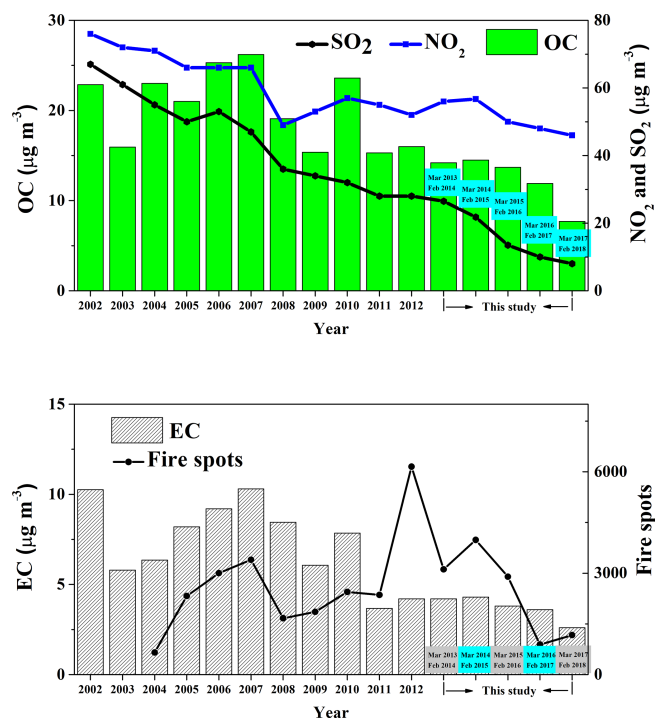 30
20
10
0
OC (μg m⁻³)
SO₂
NO₂
OC
80
60
40
20
0
NO₂ and SO₂ (μg m⁻³)
Mar 2013
Feb 2014
Mar 2014
Feb 2015
Mar 2015
Feb 2016
Mar 2016
Feb 2017
Mar 2017
Feb 2018
2002 2003 2004 2005 2006 2007 2008 2009 2010 2011 2012
This study
Year
15
10
5
0
EC (μg m⁻³)
EC
Fire spots
6000
3000
0
Fire spots
Mar 2013
Feb 2014
Mar 2014
Feb 2015
Mar 2015
Feb 2016
Mar 2016
Feb 2017
Mar 2017
Feb 2018
2002 2003 2004 2005 2006 2007 2008 2009 2010 2011 2012
This study
Year